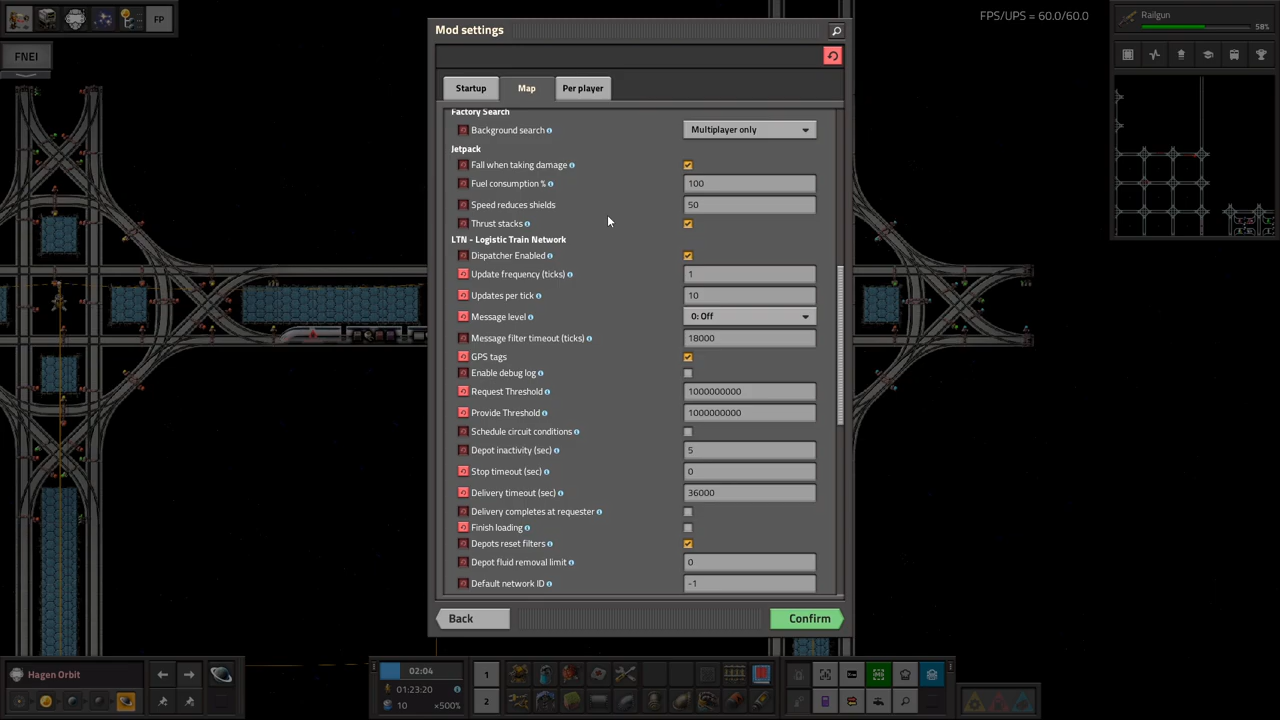 FP
FPS/UPS = 60.0/60.0
Railgun
58%
FNEI
Mod settings
Startup
Map
Per player
Factory Search
Background search
Multiplayer only
Jetpack
Fall when taking damage
Fuel consumption %
100
Speed reduces shields
50
Thrust stacks
LTN - Logistic Train Network
Dispatcher Enabled
Update frequency (ticks)
1
Updates per tick
10
Message level
0: Off
Message filter timeout (ticks)
18000
GPS tags
Enable debug log
Request Threshold
1000000000
Provide Threshold
1000000000
Schedule circuit conditions
Depot inactivity (sec)
5
Stop timeout (sec)
0
Delivery timeout (sec)
36000
Delivery completes at requester
Finish loading
Depots reset filters
Depot fluid removal limit
0
Default network ID
-1
Back
Confirm
Hagen Orbit
02:04
01:23:20
10
×500%
1
2